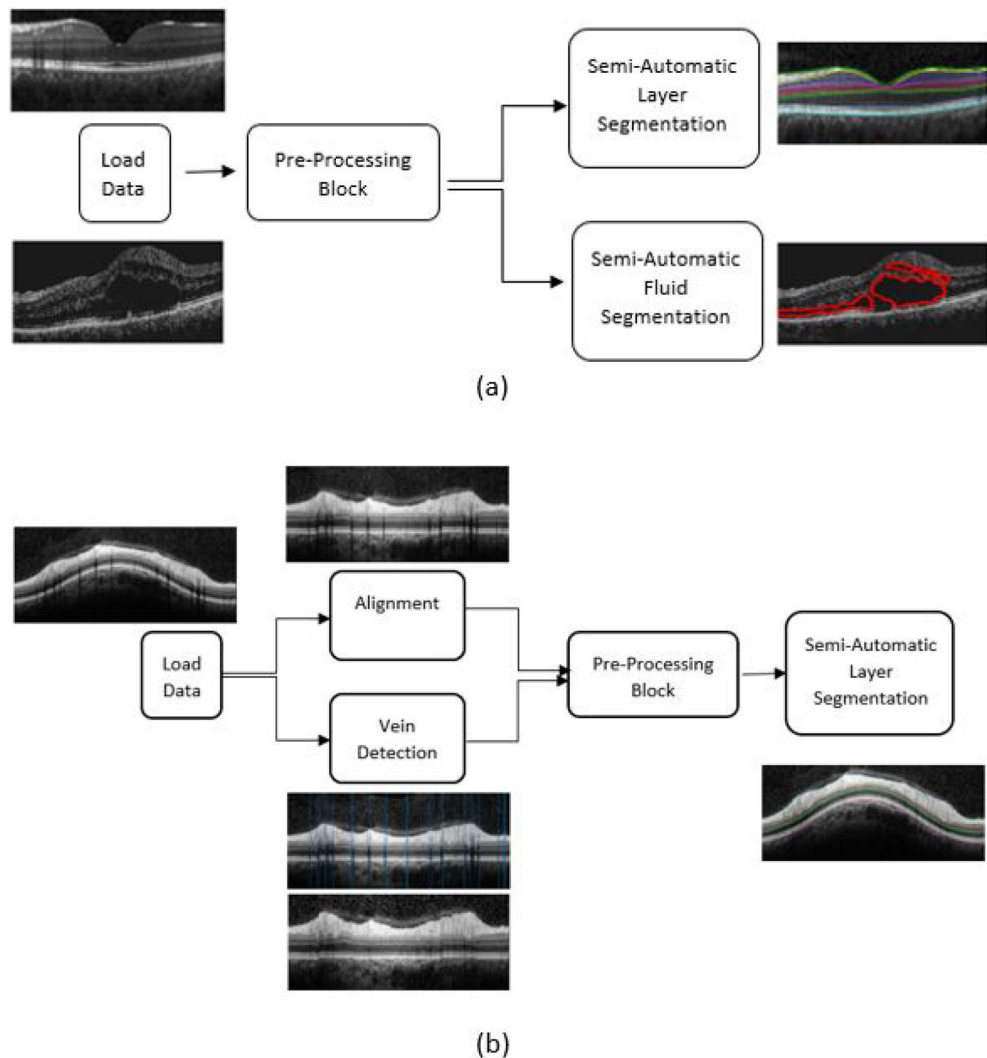 Load
Data
Pre-Processing
Block
Semi-Automatic
Layer
Segmentation
Semi-Automatic
Fluid
Segmentation
(a)
Load
Data
Alignment
Vein
Detection
Pre-Processing
Block
Semi-Automatic
Layer
Segmentation
(b)